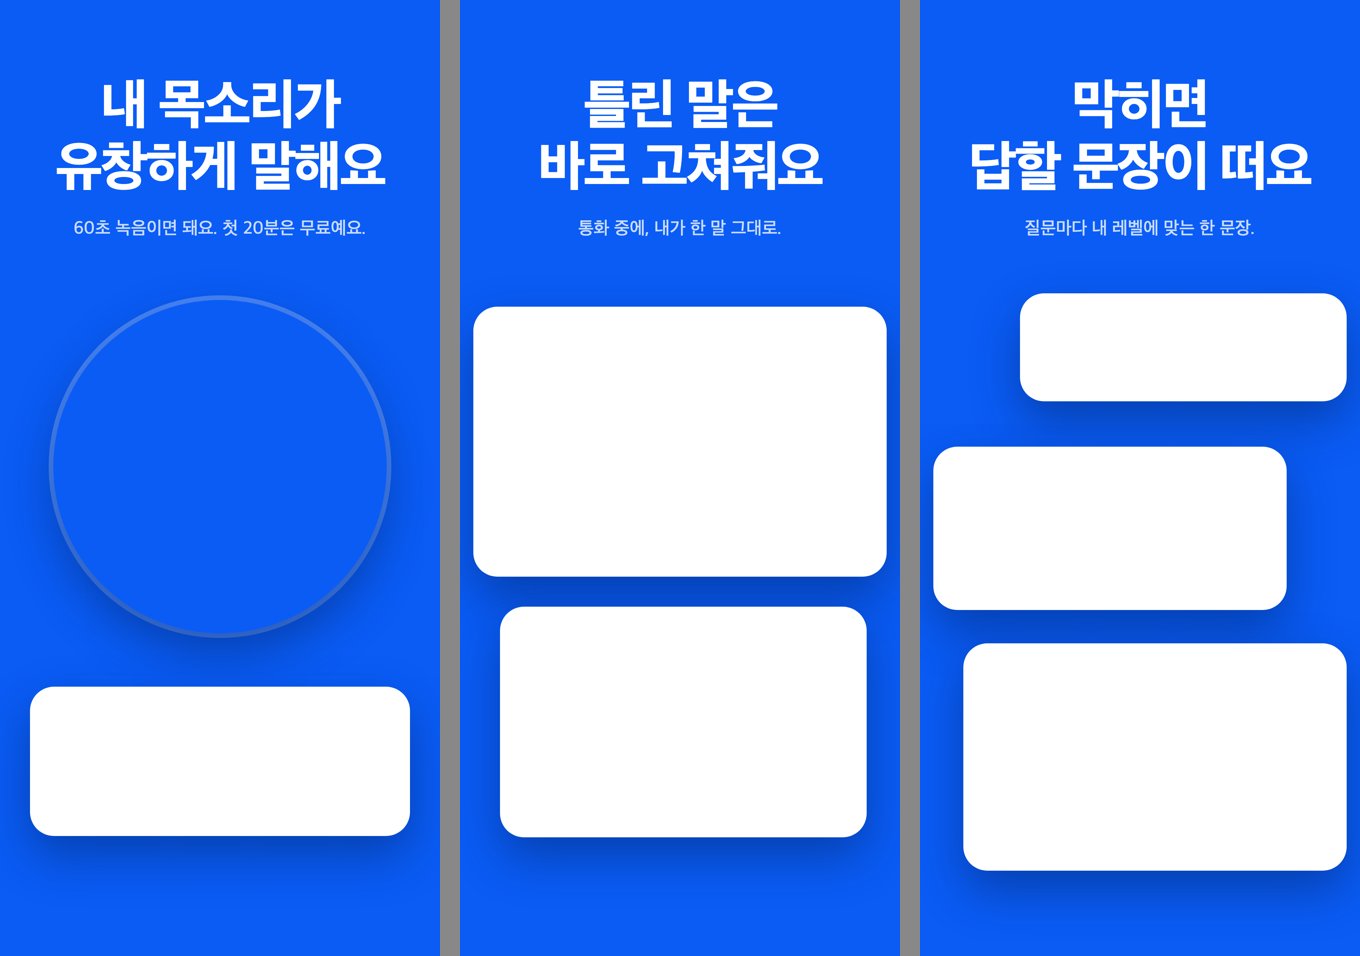 내 목소리가
유창하게 말해요
60초 녹음이면 돼요. 첫 20분은 무료예요.
틀린 말은
바로 고쳐줘요
통화 중에, 내가 한 말 그대로.
막히면
답할 문장이 떠요
질문마다 내 레벨에 맞는 한 문장.